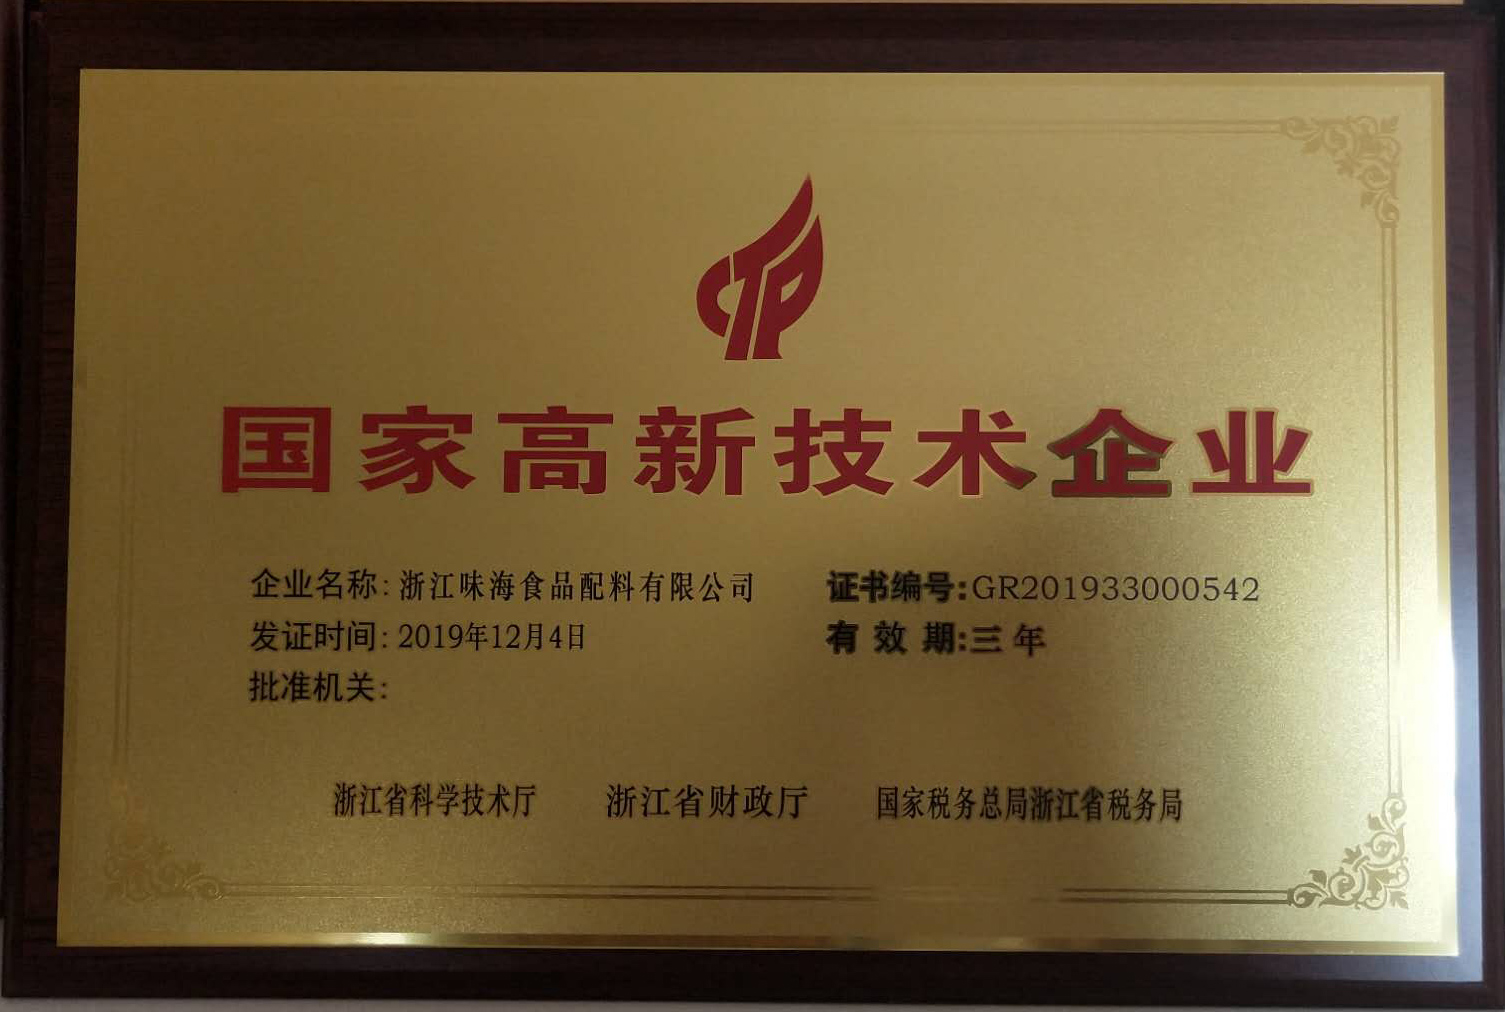 CTP
国家高新技术企业
企业名称: 浙江味海食品配料有限公司 证书编号:GR201933000542
发证时间: 2019年12月4日 有 效 期:三 年
批准机关:
浙江省科学技术厅 浙江省财政厅 国家税务总局浙江省税务局